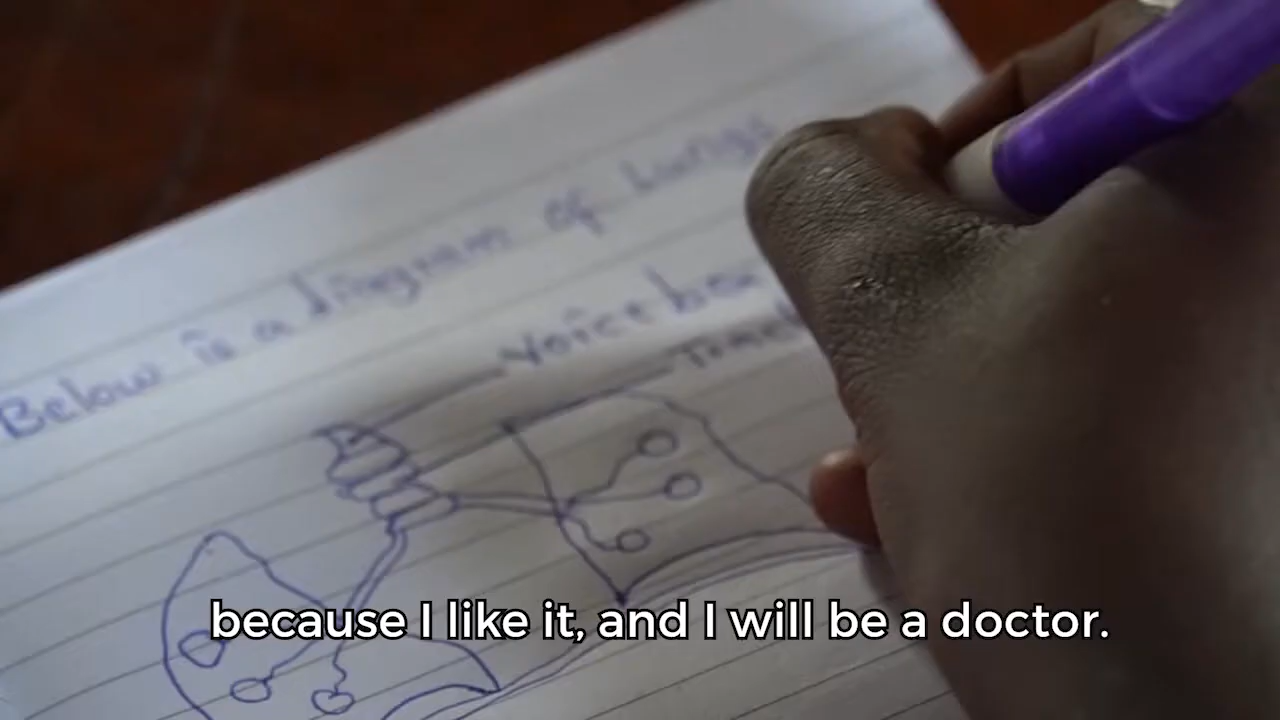 Below is a diagram of Lungs
Voice box
because I like it, and I will be a doctor.